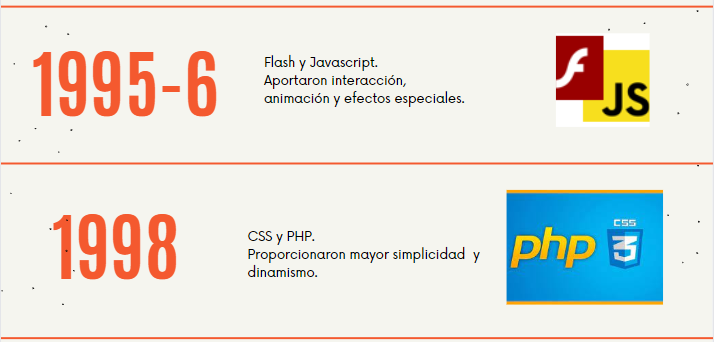 1995-6
Flash y Javascript.
Aportaron interacción,
animación y efectos especiales.
JS
1998
CSS y PHP.
Proporcionaron mayor simplicidad y
dinamismo.
php
CSS
3